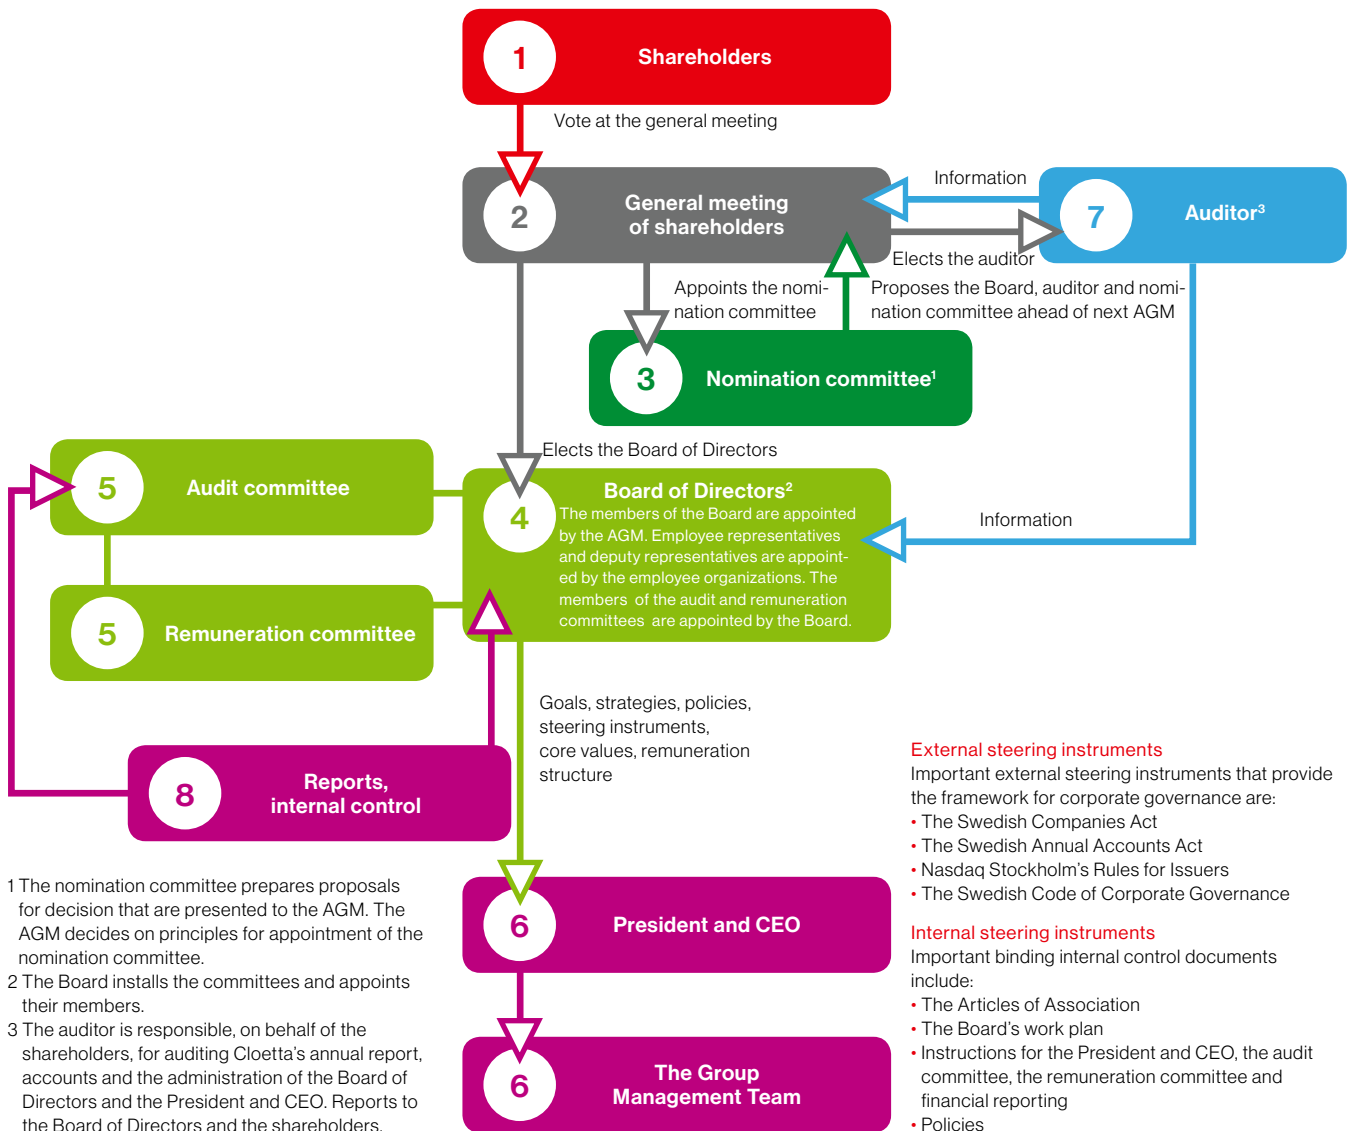 1
Shareholders
Vote at the general meeting
2
General meeting
of shareholders
Information
7
Auditor³
Elects the auditor
Appoints the nomi-
nation committee
Proposes the Board, auditor and nomi-
nation committee ahead of next AGM
3
Nomination committee¹
Elects the Board of Directors
5
Audit committee
4
Board of Directors²
The members of the Board are appointed
by the AGM. Employee representatives
and deputy representatives are appoint-
ed by the employee organizations. The
members of the audit and remuneration
committees are appointed by the Board.
Information
5
Remuneration committee
Goals, strategies, policies,
steering instruments,
core values, remuneration
structure
8
Reports,
internal control
6
President and CEO
6
The Group
Management Team
1 The nomination committee prepares proposals
for decision that are presented to the AGM. The
AGM decides on principles for appointment of the
nomination committee.
2 The Board installs the committees and appoints
their members.
3 The auditor is responsible, on behalf of the
shareholders, for auditing Cloetta's annual report,
accounts and the administration of the Board of
Directors and the President and CEO. Reports to
the Board of Directors and the shareholders.
External steering instruments
Important external steering instruments that provide
the framework for corporate governance are:
• The Swedish Companies Act
• The Swedish Annual Accounts Act
• Nasdaq Stockholm's Rules for Issuers
• The Swedish Code of Corporate Governance
Internal steering instruments
Important binding internal control documents
include:
• The Articles of Association
• The Board's work plan
• Instructions for the President and CEO, the audit
committee, the remuneration committee and
financial reporting
• Policies